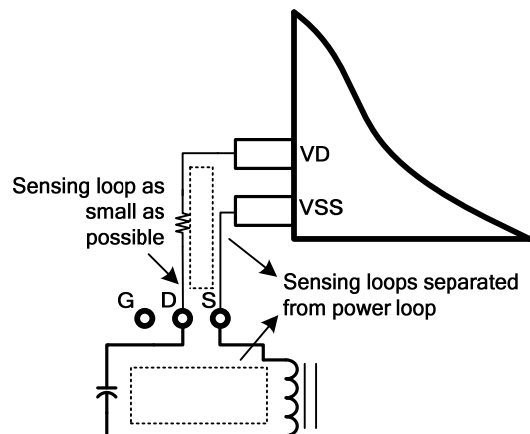 VD
VSS
Sensing loop as
small as
possible
Sensing loops separated
from power loop
G D S